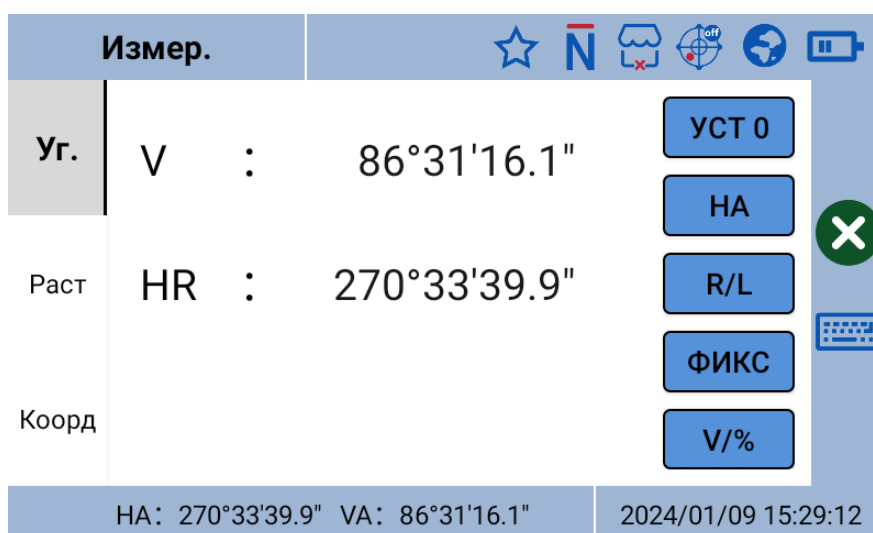 Измер.
off
N
Уг.
V : 86°31'16.1"
УСТ 0
HA
Раст
HR : 270°33'39.9"
R/L
ФИКС
Коорд
V/%
HA: 270°33'39.9" VA: 86°31'16.1"
2024/01/09 15:29:12